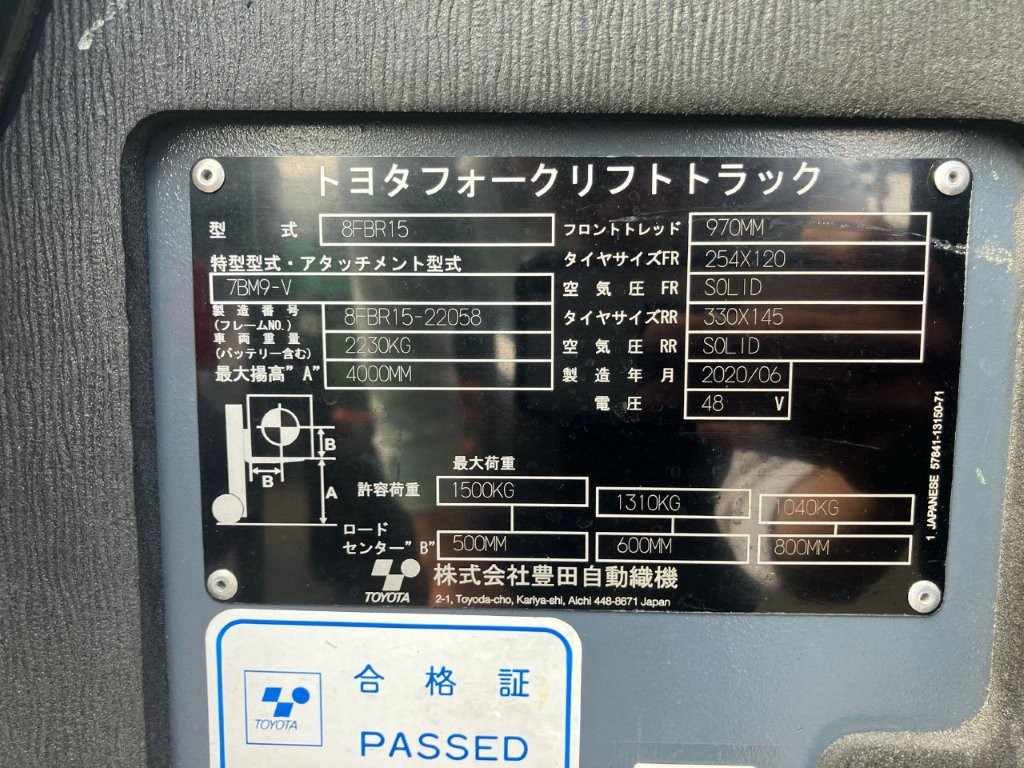 トヨタフォークリフトトラック
型 式 8FBR15
特型型式・アタッチメント型式
7BM9-V
製造番号
(フレームNO.) 8FBR15-22058
車両重量
(バッテリー含む) 2230KG
最大揚高"A" 4000MM
フロントトレッド 970MM
タイヤサイズFR 254X120
空気圧 FR SOLID
タイヤサイズRR 330X145
空気圧 RR SOLID
製造年月 2020/06
電圧 48 V
B
B
A
最大荷重
許容荷重 1500KG 1310KG 1040KG
ロード
センター"B" 500MM 600MM 800MM
TOYOTA 株式会社豊田自動織機
2-1, Toyoda-cho, Kariya-shi, Aichi 448-8671 Japan
1 JAPANESE 57841-13150-71
TOYOTA
合格証
PASSED